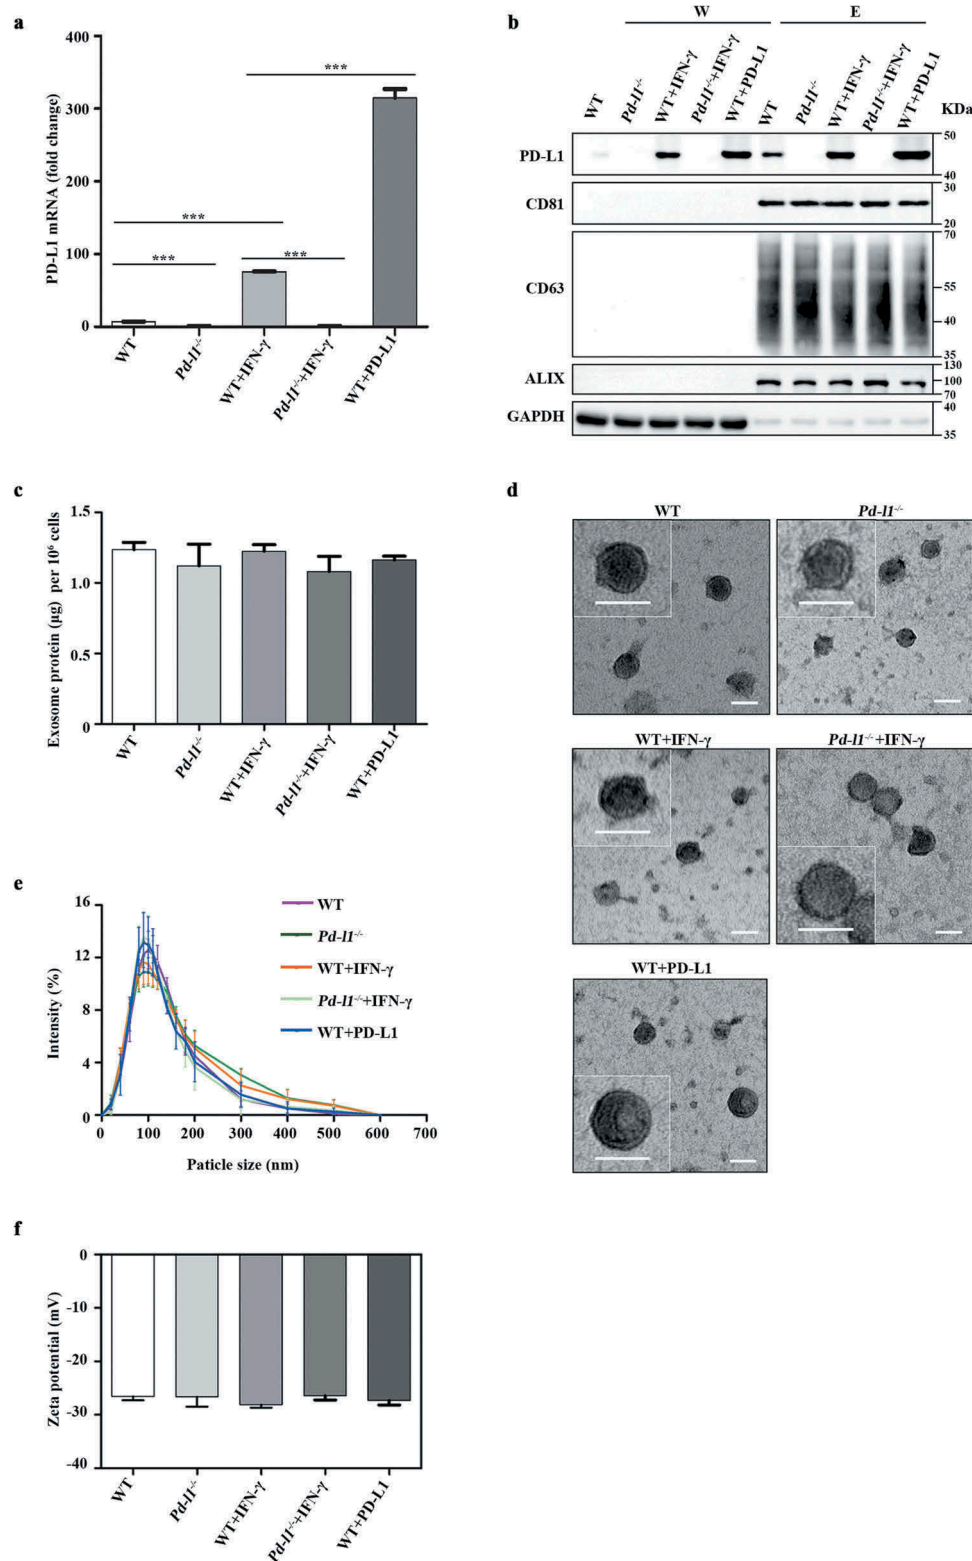 a
PD-L1 mRNA (fold change)
400
300
200
100
0
***
***
***
***
WT
Pd-l1-/-
WT+IFN-γ
Pd-l1-/-+IFN-γ
WT+PD-L1
b
W
E
WT
Pd-l1-/-
WT+IFN-γ
Pd-l1-/-+IFN-γ
WT+PD-L1
WT
Pd-l1-/-
WT+IFN-γ
Pd-l1-/-+IFN-γ
WT+PD-L1
KDa
PD-L1
50
40
CD81
30
20
CD63
70
55
40
35
ALIX
130
100
70
GAPDH
40
35
c
Exosome protein (μg) per 10⁶ cells
1.5
1.0
0.5
0
WT
Pd-l1-/-
WT+IFN-γ
Pd-l1-/-+IFN-γ
WT+PD-L1
d
WT
Pd-l1-/-
WT+IFN-γ
Pd-l1-/-+IFN-γ
WT+PD-L1
e
Intensity (%)
16
12
8
4
0
0
100
200
300
400
500
600
700
Paticle size (nm)
WT
Pd-l1-/-
WT+IFN-γ
Pd-l1-/-+IFN-γ
WT+PD-L1
f
Zeta potential (mV)
0
-10
-20
-30
-40
WT
Pd-l1-/-
WT+IFN-γ
Pd-l1-/-+IFN-γ
WT+PD-L1